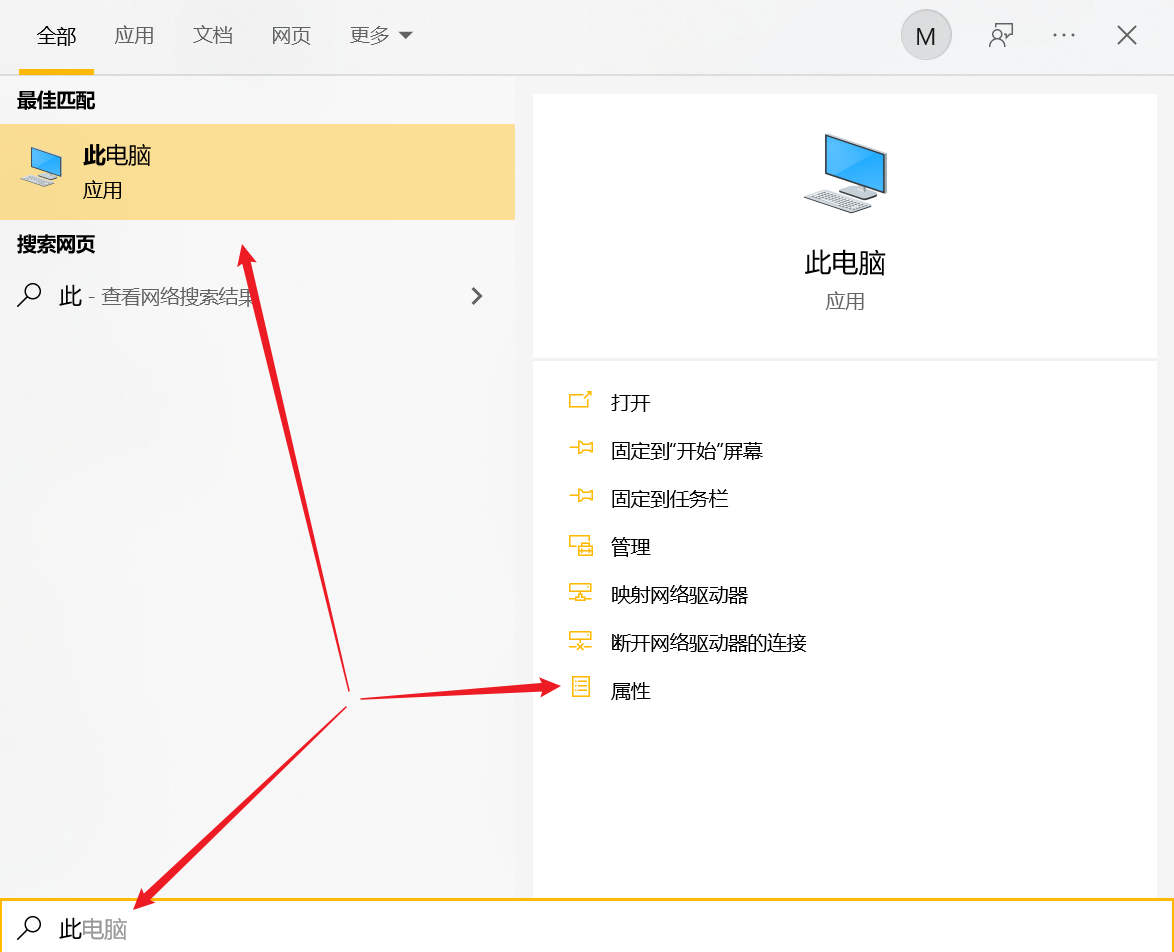 全部 应用 文档 网页 更多 M
最佳匹配
此电脑
应用
搜索网页
此 - 查看网络搜索结果
此电脑
应用
打开
固定到“开始”屏幕
固定到任务栏
管理
映射网络驱动器
断开网络驱动器的连接
属性
此电脑